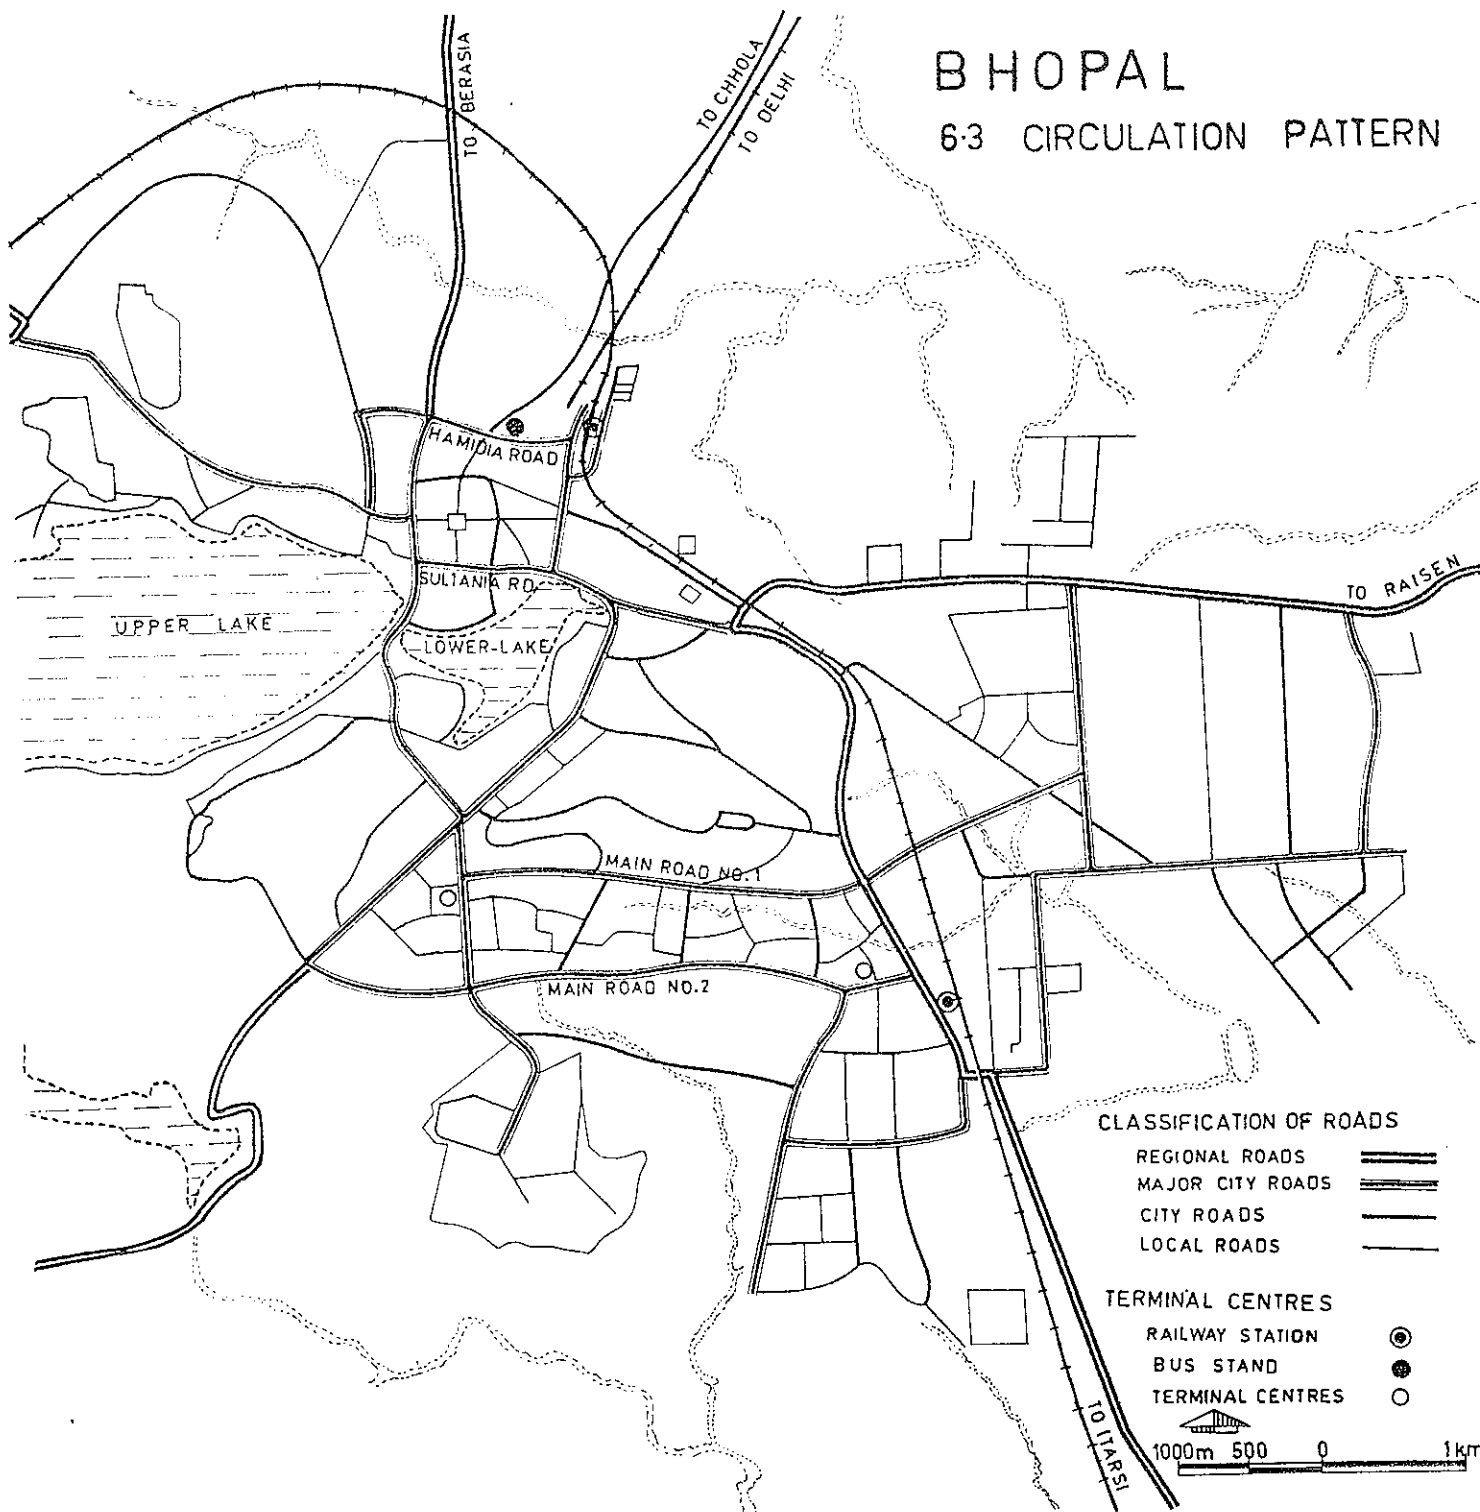 BHOPAL
6·3 CIRCULATION PATTERN
TO BERASIA
TO CHHOLA
TO DELHI
HAMIDIA ROAD
SULTANIA RD.
TO RAISEN
UPPER LAKE
LOWER-LAKE
MAIN ROAD NO.1
MAIN ROAD NO.2
CLASSIFICATION OF ROADS
REGIONAL ROADS
MAJOR CITY ROADS
CITY ROADS
LOCAL ROADS
TERMINAL CENTRES
RAILWAY STATION
BUS STAND
TERMINAL CENTRES
TO ITARSI
1000m 500 0 1km